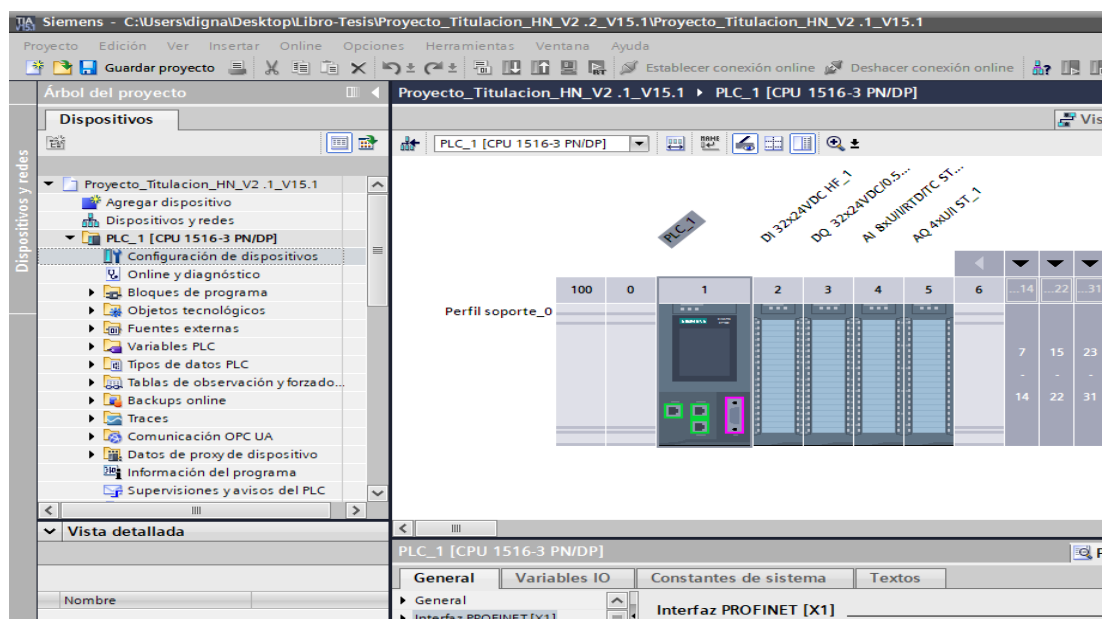 Siemens - C:\Users\digna\Desktop\Libro-Tesis\Proyecto_Titulacion_HN_V2 .2_V15.1\Proyecto_Titulacion_HN_V2 .1_V15.1
Proyecto Edición Ver Insertar Online Opciones Herramientas Ventana Ayuda
Guardar proyecto Establecer conexión online Deshacer conexión online
Árbol del proyecto
Proyecto_Titulacion_HN_V2 .1_V15.1 PLC_1 [CPU 1516-3 PN/DP]
Dispositivos
Vis
PLC_1 [CPU 1516-3 PN/DP]
Dispositivos y redes
Proyecto_Titulacion_HN_V2 .1_V15.1
Agregar dispositivo
Dispositivos y redes
PLC_1 [CPU 1516-3 PN/DP]
Configuración de dispositivos
Online y diagnóstico
Bloques de programa
Objetos tecnológicos
Fuentes externas
Variables PLC
Tipos de datos PLC
Tablas de observación y forzado...
Backups online
Traces
Comunicación OPC UA
Datos de proxy de dispositivo
Información del programa
Supervisiones y avisos del PLC
Vista detallada
Nombre
PLC_1
DI 32x24VDC HF_1
DQ 32x24VDC/0.5...
AI 8xU/I/RTD/TC ST...
AQ 4xU/I ST_1
100 0 1 2 3 4 5 6 ...14 ...22 ...31
Perfil soporte_0
SIEMENS
7 15 23
- - -
14 22 31
PLC_1 [CPU 1516-3 PN/DP]
General Variables IO Constantes de sistema Textos
General
Interfaz PROFINET [X1]
Interfaz PROFINET [X1]